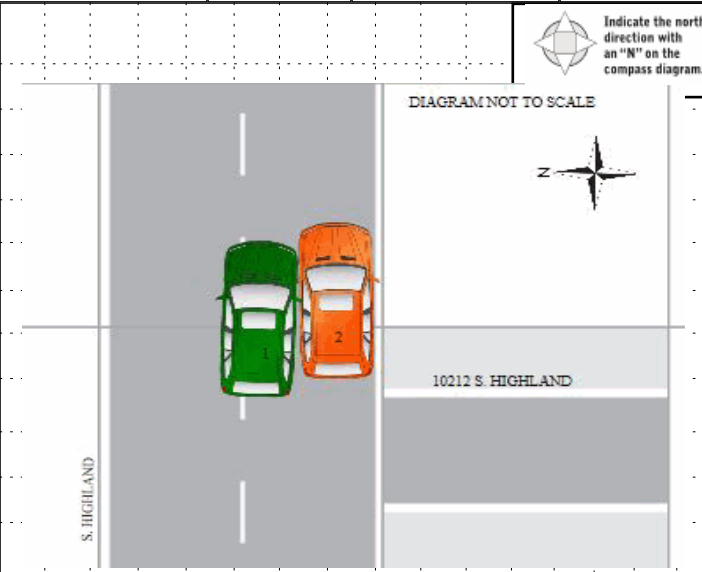 Indicate the north
direction with
an “N” on the
compass diagram.
DIAGRAM NOT TO SCALE
N
1
2
10212 S. HIGHLAND
S. HIGHLAND